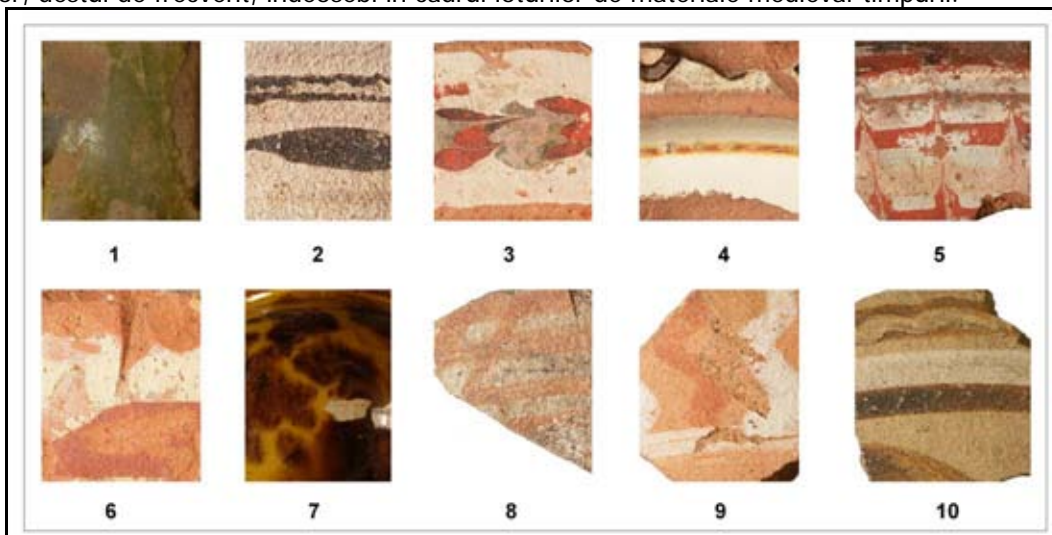 destul de frecvent, îndeosebi în cadrul loturilor de materiale medieval timpurii.
1 2 3 4 5
6 7 8 9 10